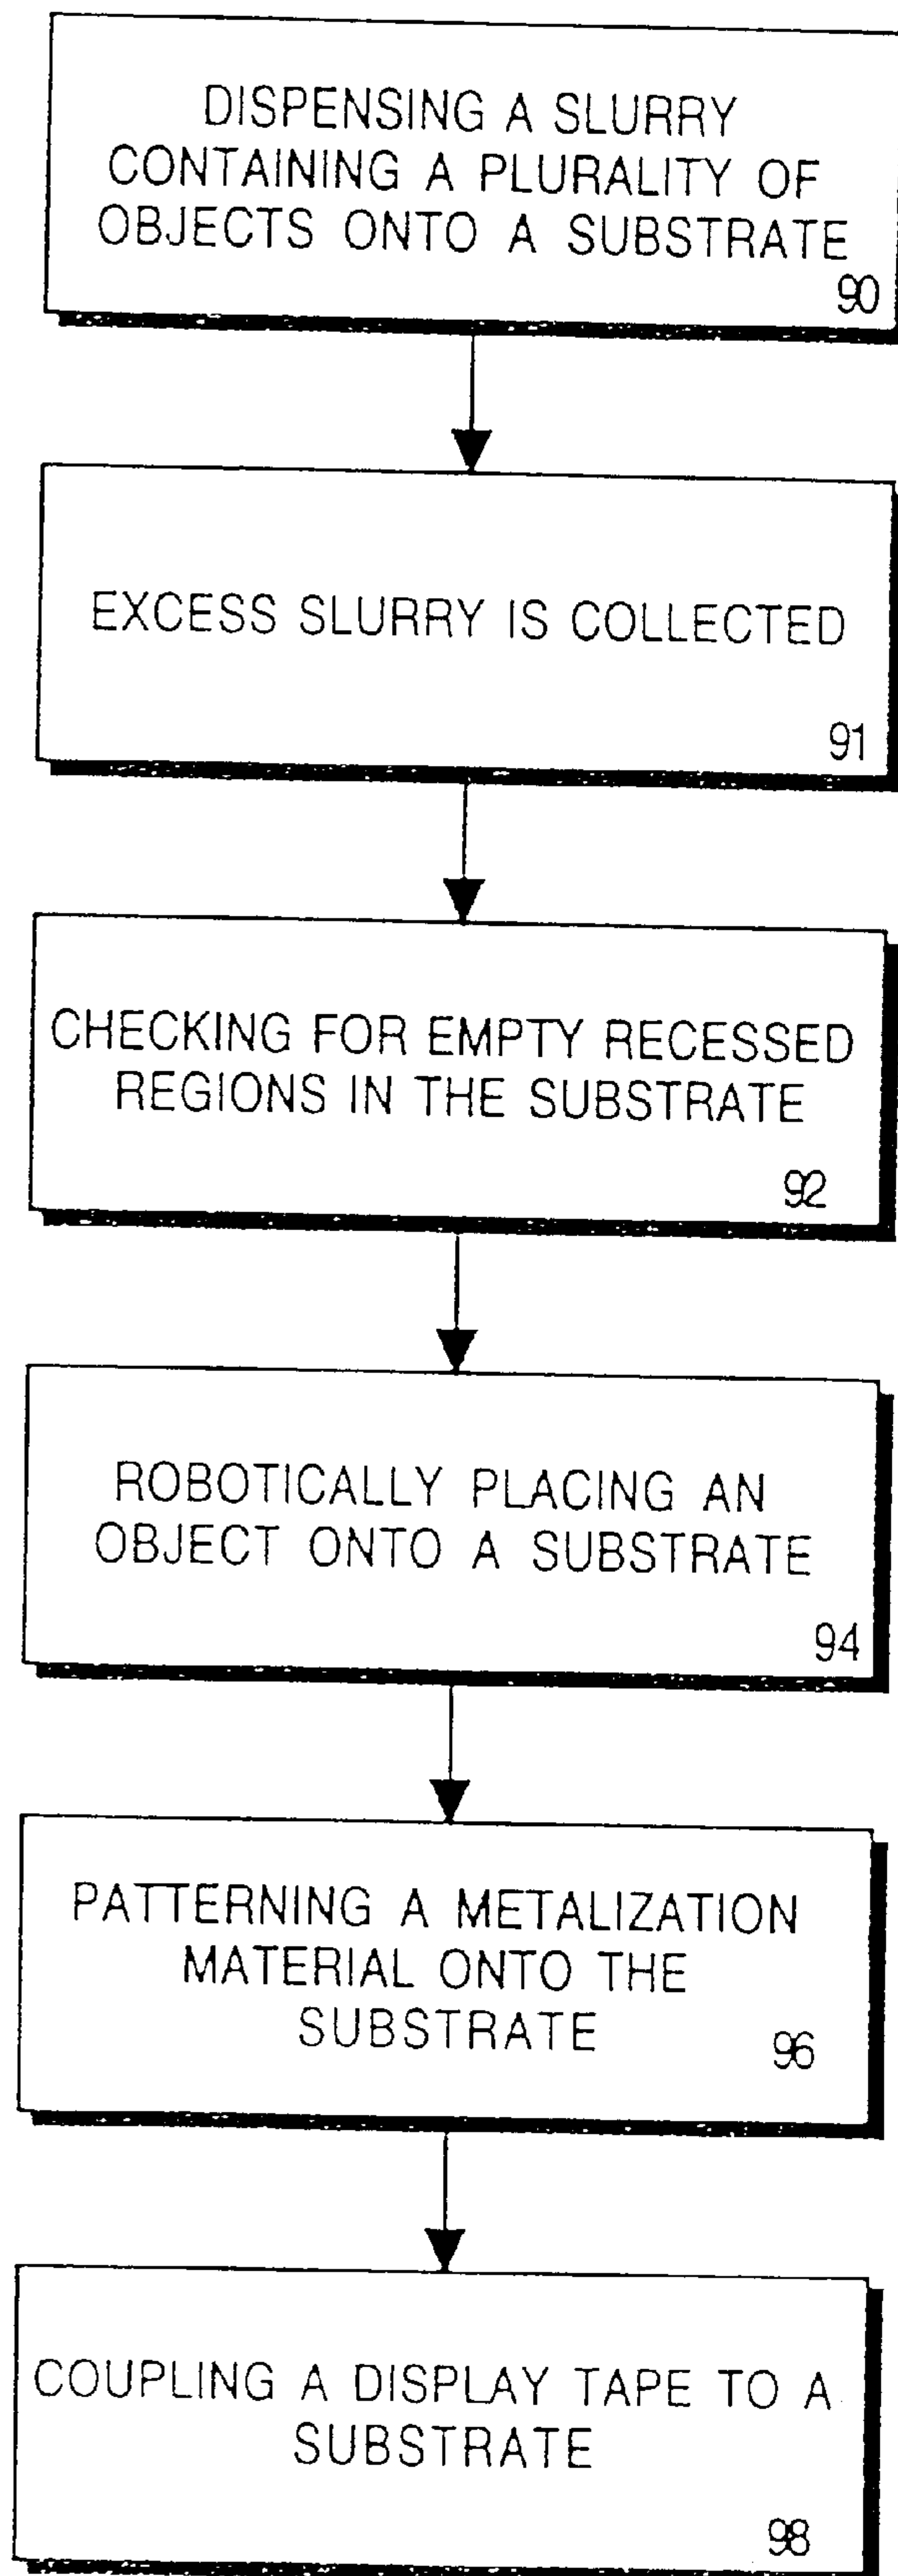 DISPENSING A SLURRY
CONTAINING A PLURALITY OF
OBJECTS ONTO A SUBSTRATE
90
EXCESS SLURRY IS COLLECTED
91
CHECKING FOR EMPTY RECESSED
REGIONS IN THE SUBSTRATE
92
ROBOTICALLY PLACING AN
OBJECT ONTO A SUBSTRATE
94
PATTERNING A METALIZATION
MATERIAL ONTO THE
SUBSTRATE
96
COUPLING A DISPLAY TAPE TO A
SUBSTRATE
98